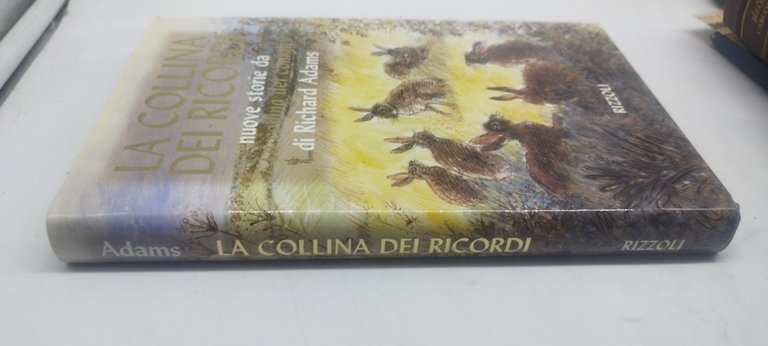 LA COLLINA
DEI RICORDI
nuove storie da
di Richard Adams
RIZZOLI
Adams LA COLLINA DEI RICORDI RIZZOLI